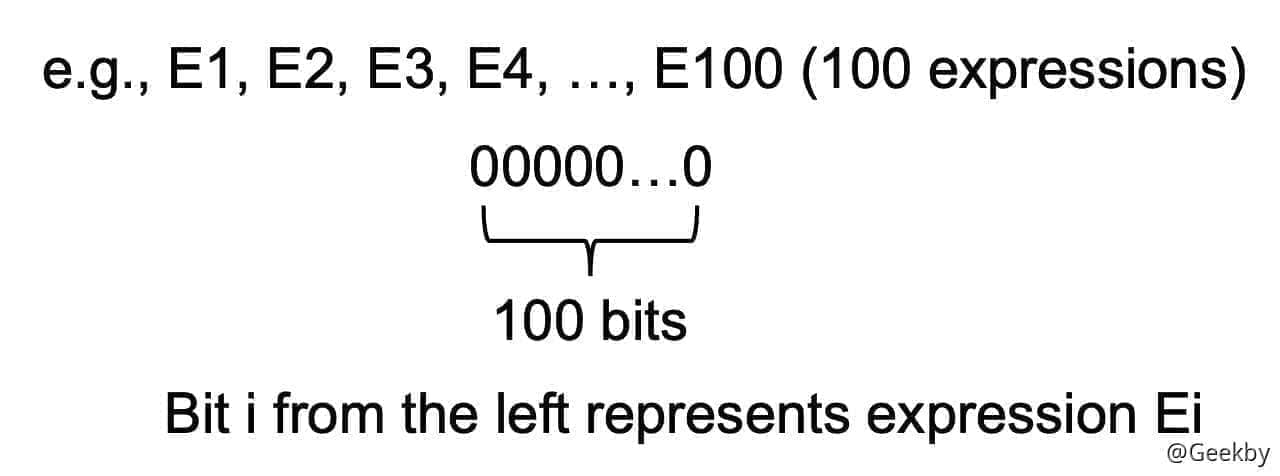 e.g., E1, E2, E3, E4, …, E100 (100 expressions)
00000…0
100 bits
Bit i from the left represents expression Ei
@Geekby